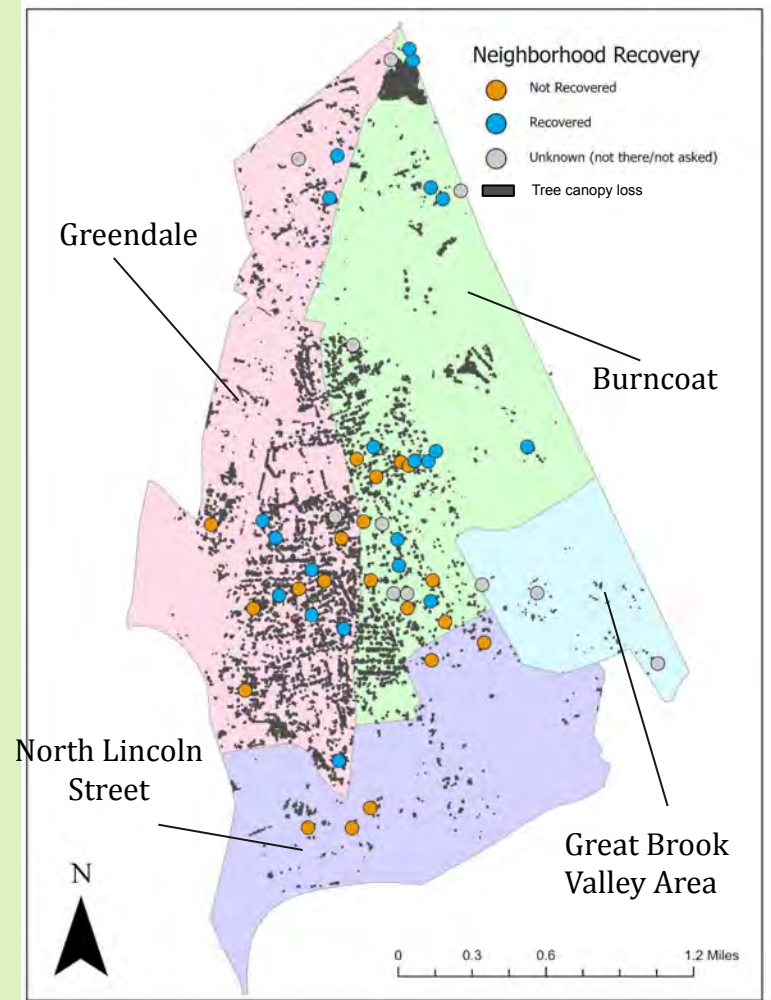 Neighborhood Recovery
Not Recovered
Recovered
Unknown (not there/not asked)
Tree canopy loss
Greendale
Burncoat
North Lincoln
Street
Great Brook
Valley Area
N
0 0.3 0.6 1.2 Miles